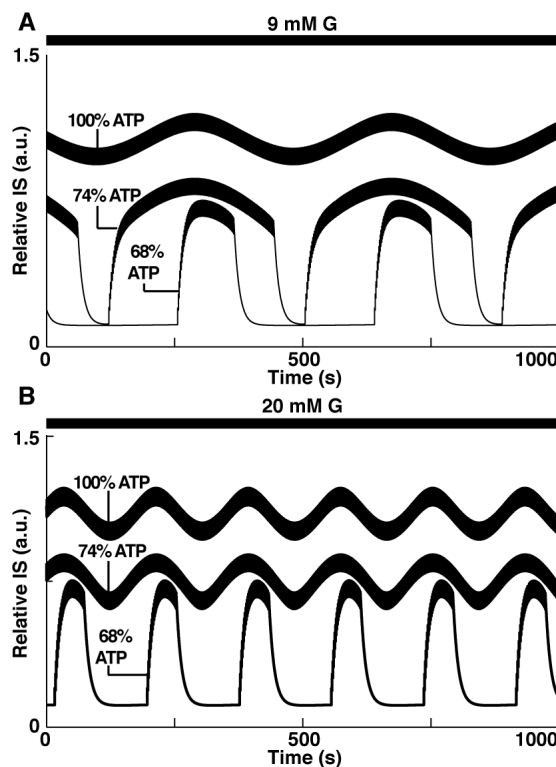 A
9 mM G
1.5
100% ATP
74% ATP
68%
ATP
Relative IS (a.u.)
0
0
500
1000
Time (s)
B
20 mM G
1.5
100% ATP
74% ATP
68%
ATP
Relative IS (a.u.)
0
0
500
1000
Time (s)